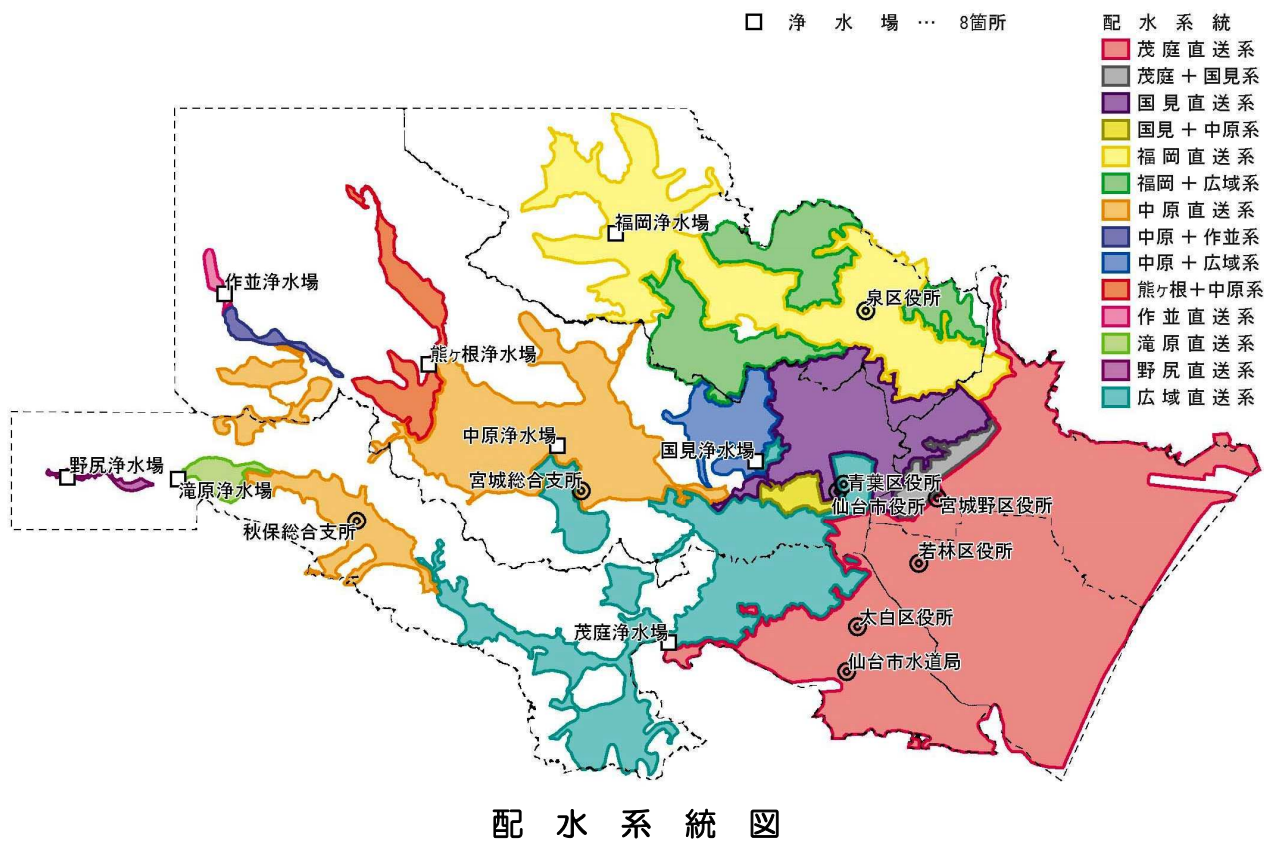 浄水場… 8箇所
配水系統
茂庭直送系
茂庭+国見系
国見直送系
国見+中原系
福岡直送系
福岡+広域系
中原直送系
中原+作並系
中原+広域系
熊ヶ根+中原系
作並直送系
滝原直送系
野尻直送系
広域直送系
福岡浄水場
作並浄水場
泉区役所
熊ヶ根浄水場
中原浄水場
国見浄水場
野尻浄水場
宮城総合支所
青葉区役所
滝原浄水場
仙台市役所
宮城野区役所
秋保総合支所
若林区役所
太白区役所
茂庭浄水場
仙台市水道局
配水系統図